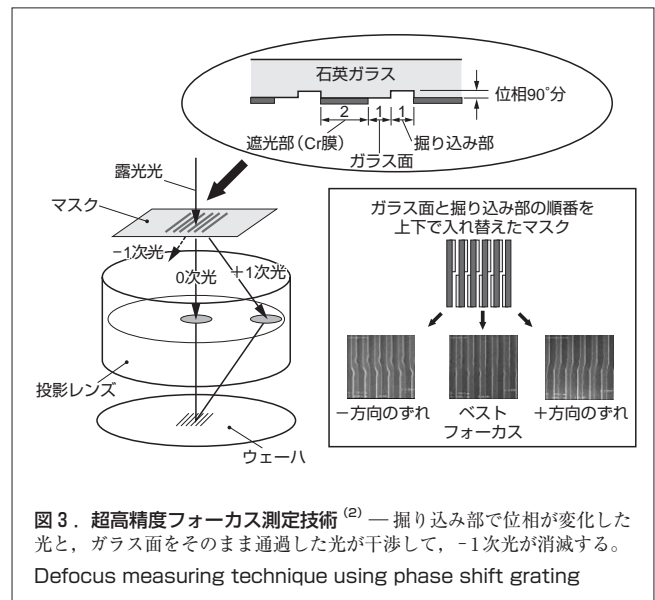 石英ガラス
位相90°分
2
1
1
遮光部(Cr膜)
掘り込み部
ガラス面
露光光
マスク
-1次光
0次光
+1次光
投影レンズ
ウェーハ
ガラス面と掘り込み部の順番を
上下で入れ替えたマスク
−方向のずれ
ベスト
フォーカス
+方向のずれ
図3. 超高精度フォーカス測定技術(2) — 掘り込み部で位相が変化した
光と,ガラス面をそのまま通過した光が干渉して,-1次光が消滅する。
Defocus measuring technique using phase shift grating